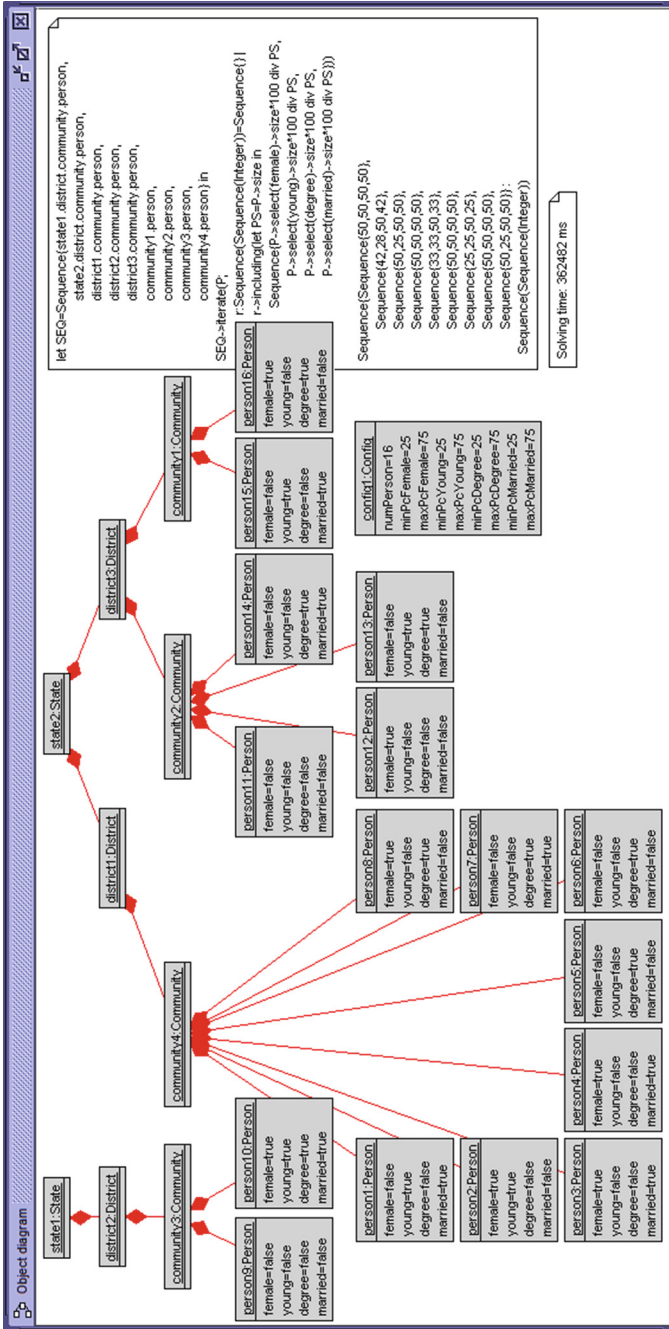 Object diagram
state1:State
state2:State
district2:District
district1:District
district3:District
community3:Community
community4:Community
community2:Community
community1:Community
person9:Person
female=false
young=false
degree=false
married=false
person10:Person
female=true
young=true
degree=true
married=true
person11:Person
female=false
young=false
degree=false
married=false
person14:Person
female=false
young=false
degree=true
married=true
person15:Person
female=false
young=true
degree=false
married=true
person16:Person
female=true
young=false
degree=true
married=false
person1:Person
female=false
young=true
degree=false
married=false
person8:Person
female=true
young=false
degree=true
married=false
person12:Person
female=true
young=false
degree=false
married=false
person13:Person
female=false
young=true
degree=true
married=false
person2:Person
female=true
young=true
degree=false
married=false
person7:Person
female=false
young=false
degree=true
married=true
person3:Person
female=true
young=false
degree=false
married=true
person4:Person
female=true
young=false
degree=false
married=true
person5:Person
female=false
young=false
degree=true
married=true
person6:Person
female=false
young=false
degree=true
married=false
config1:Config
numPerson=16
minPcFemale=25
maxPcFemale=75
minPcYoung=25
maxPcYoung=75
minPcDegree=25
maxPcDegree=75
minPcMarried=25
maxPcMarried=75
let SEQ=Sequence{state1.district.community.person,
state2.district.community.person,
district1.community.person,
district2.community.person,
district3.community.person,
community1.person,
community2.person,
community3.person,
community4.person} in
SEQ->iterate(P;
r:Sequence(Sequence(Integer))=Sequence{} |
r->including(let PS=P->size in
Sequence{P->select(female)->size*100 div PS,
P->select(young)->size*100 div PS,
P->select(degree)->size*100 div PS,
P->select(married)->size*100 div PS}))
Sequence{Sequence{50,50,50,50},
Sequence{42,28,50,42},
Sequence{50,25,50,50},
Sequence{50,50,50,50},
Sequence{33,33,50,33},
Sequence{50,50,50,50},
Sequence{25,25,50,25},
Sequence{50,50,50,50},
Sequence{50,25,50,50}} :
Sequence(Sequence(Integer))
Solving time: 362482 ms